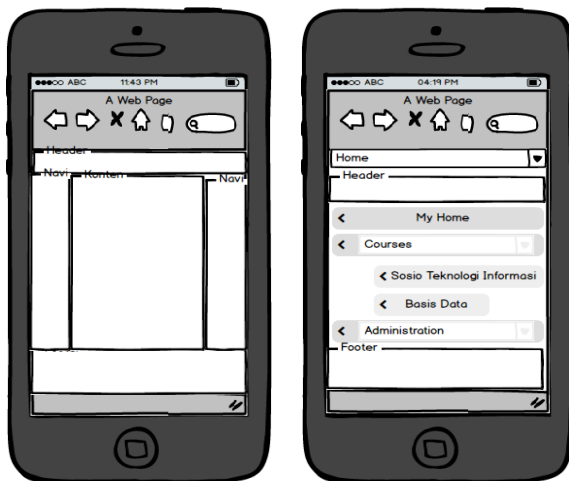 ABC 11:43 PM
A Web Page
Header
Navi
Konten
Navi
ABC 04:19 PM
A Web Page
Home
Header
My Home
Courses
Sosio Teknologi Informasi
Basis Data
Administration
Footer